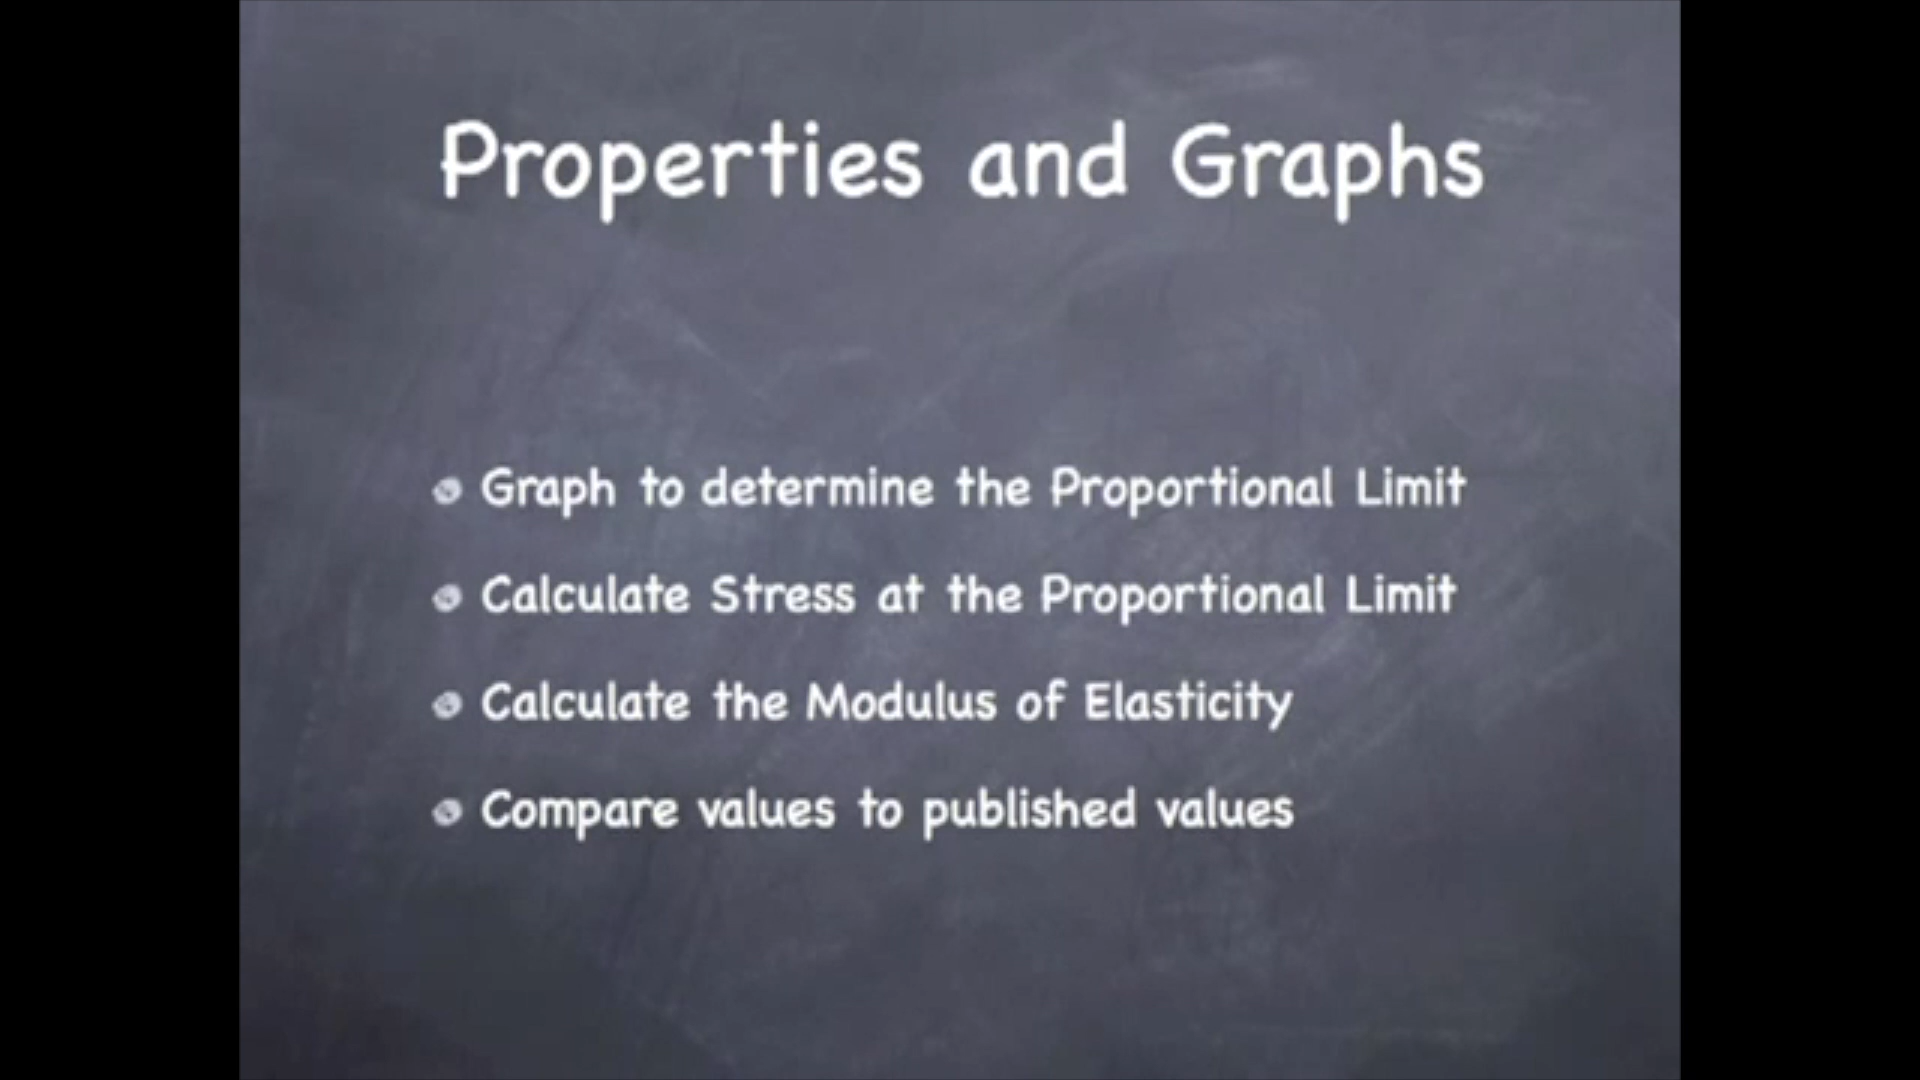 Properties and Graphs
Graph to determine the Proportional Limit
Calculate Stress at the Proportional Limit
Calculate the Modulus of Elasticity
Compare values to published values